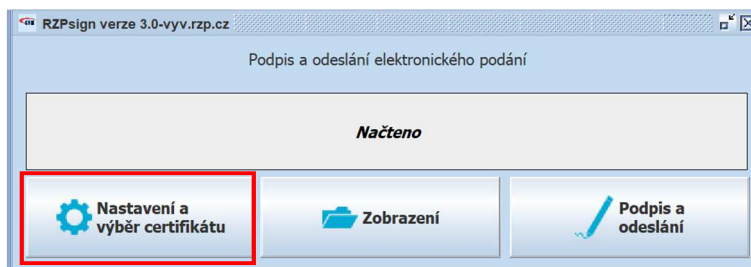 RZPsign verze 3.0-vyv.rzp.cz
Podpis a odeslání elektronického podání
Načteno
Nastavení a
výběr certifikátu
Zobrazení
Podpis a
odeslání